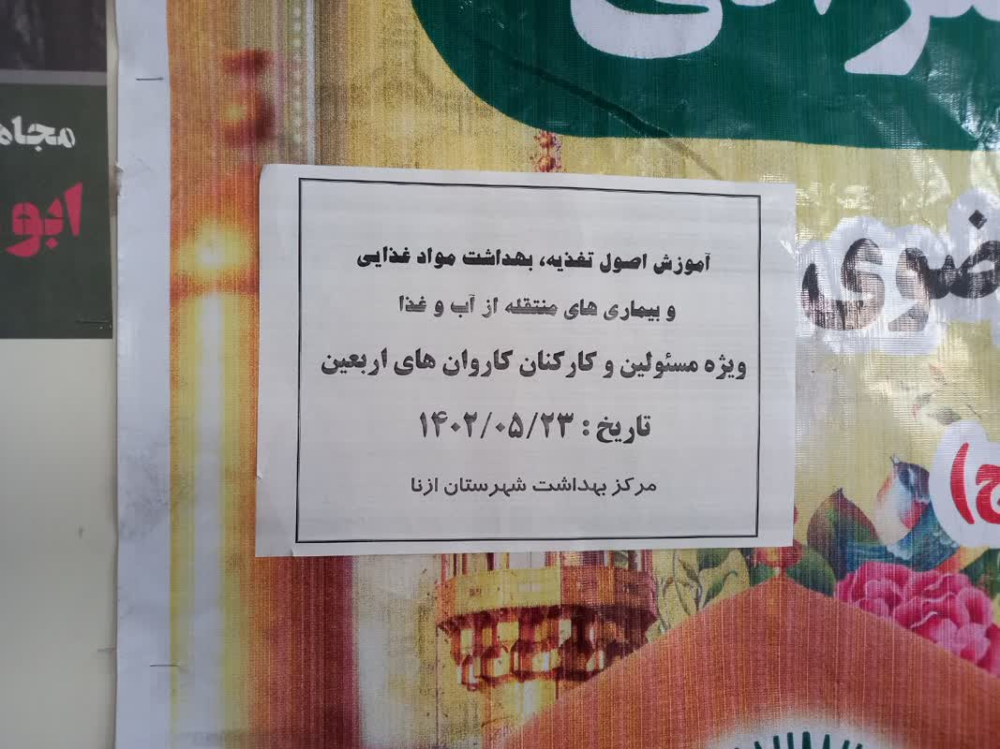 آموزش اصول تغذیه، بهداشت مواد غذایی
و بیماری های منتقله از آب و غذا
ویژه مسئولین و کارکنان کاروان های اربعین
تاریخ : ۱۴۰۲/۰۵/۲۳
مرکز بهداشت شهرستان ازنا
ابو